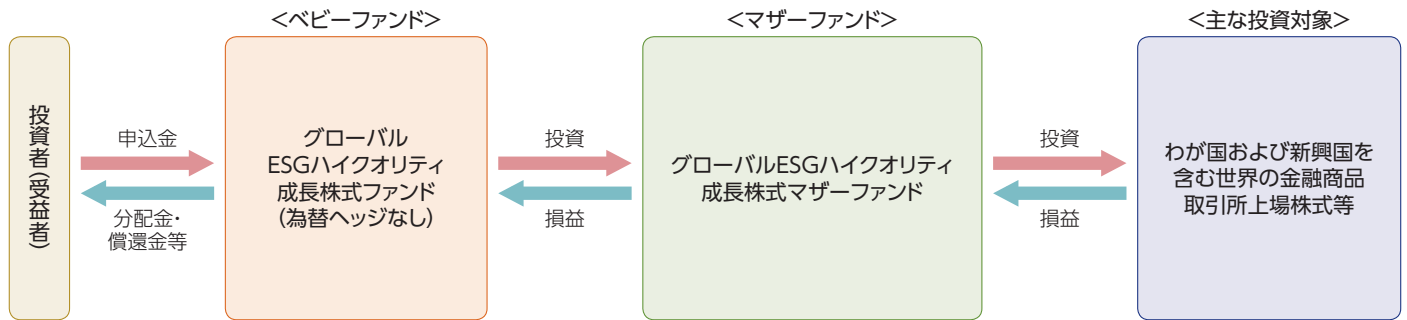 <ベビーファンド>
<マザーファンド>
<主な投資対象>
投資者(受益者)
申込金
分配金・
償還金等
グローバル
ESGハイクオリティ
成長株式ファンド
(為替ヘッジなし)
投資
損益
グローバルESGハイクオリティ
成長株式マザーファンド
投資
損益
わが国および新興国を
含む世界の金融商品
取引所上場株式等